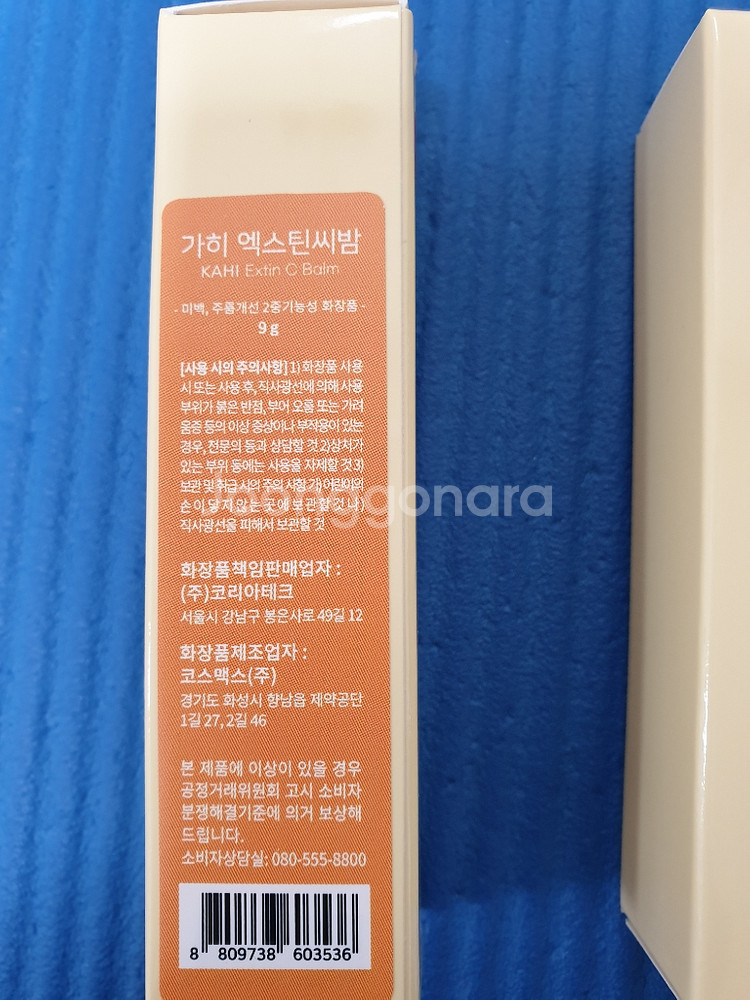 가히 엑스틴씨밤
KAHI Extin C Balm
- 미백, 주름개선 2중기능성 화장품 -
9 g
[사용 시의 주의사항] 1) 화장품 사용
시 또는 사용 후, 직사광선에 의해 사용
부위가 붉은 반점, 부어 오름 또는 가려
움증 등의 이상 증상이나 부작용이 있는
경우, 전문의 등과 상담할 것 2) 상처가
있는 부위 등에는 사용을 자제할 것 3)
보관 및 취급 시의 주의 사항 가) 어린이의
손이 닿지 않는 곳에 보관할 것 나)
직사광선을 피해서 보관할 것
Joonggonara
화장품책임판매업자 :
(주)코리아테크
서울시 강남구 봉은사로 49길 12
화장품제조업자 :
코스맥스(주)
경기도 화성시 향남읍 제약공단
1길 27, 2길 46
본 제품에 이상이 있을 경우
공정거래위원회 고시 소비자
분쟁해결기준에 의거 보상해
드립니다.
소비자상담실: 080-555-8800
8 809738 603536